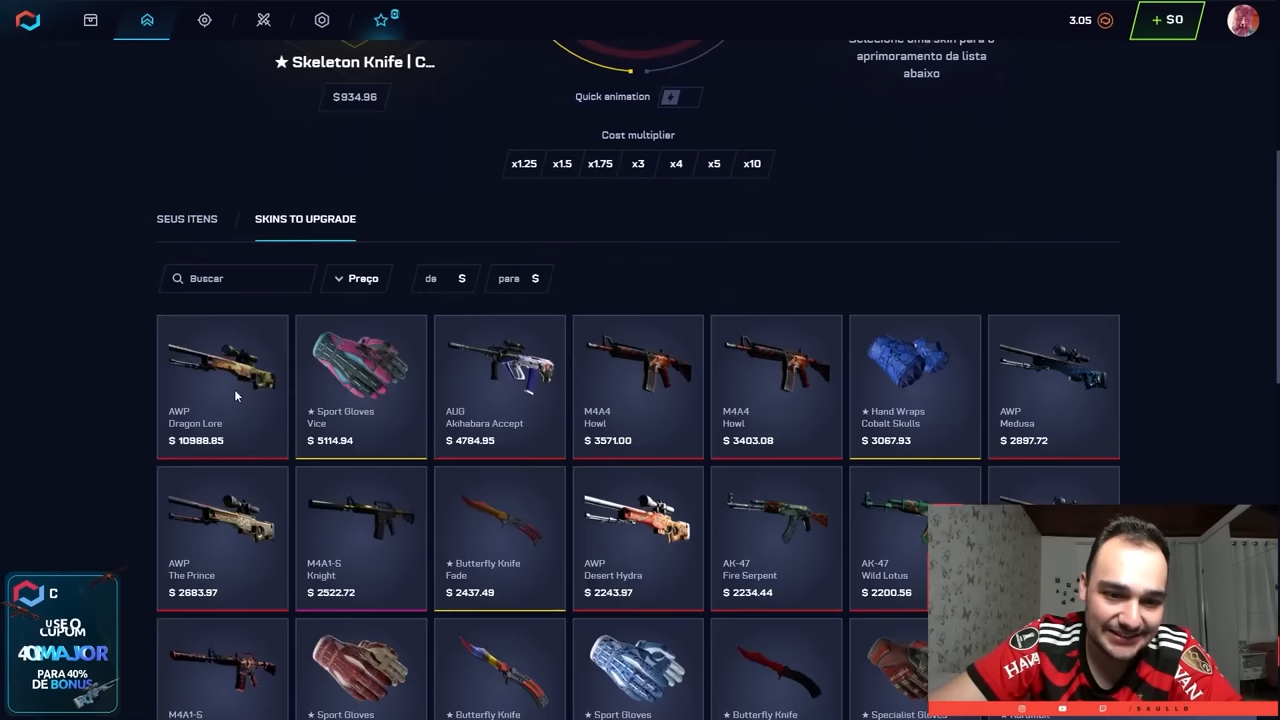 3.05
+ $0
★ Skeleton Knife | C...
$934.96
Selecione uma skin para o
aprimoramento da lista
abaixo
Quick animation
Cost multiplier
x1.25 x1.5 x1.75 x3 x4 x5 x10
SEUS ITENS
SKINS TO UPGRADE
Buscar
Preço
de $
para $
AWP
Dragon Lore
$ 10988.85
★ Sport Gloves
Vice
$ 5114.94
AUG
Akihabara Accept
$ 4784.95
M4A4
Howl
$ 3571.00
M4A4
Howl
$ 3403.08
★ Hand Wraps
Cobalt Skulls
$ 3067.93
AWP
Medusa
$ 2897.72
AWP
The Prince
$ 2683.97
M4A1-S
Knight
$ 2522.72
★ Butterfly Knife
Fade
$ 2437.49
AWP
Desert Hydra
$ 2243.97
AK-47
Fire Serpent
$ 2234.44
AK-47
Wild Lotus
$ 2200.56
M4A1-S
★ Sport Gloves
★ Butterfly Knife
★ Sport Gloves
★ Butterfly Knife
★ Specialist Gloves
C
USE O
CUPOM
40MAJOR
PARA 40%
DE BONUS
HAVA
VAN
/SAULLO